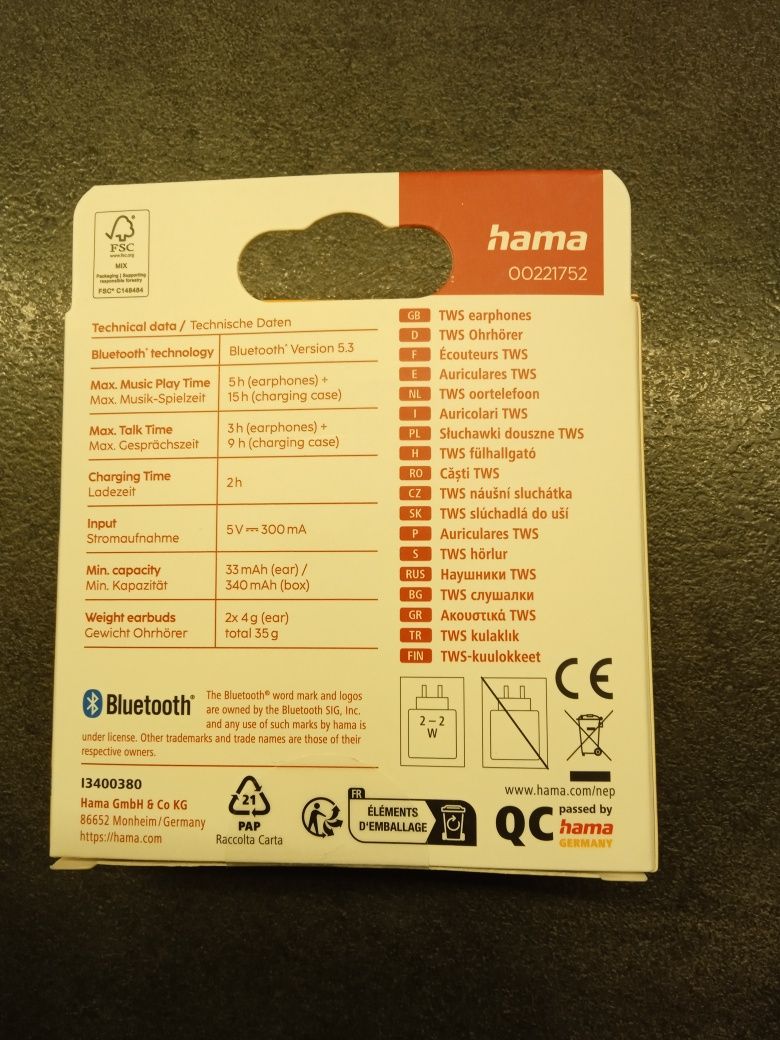 FSC
www.fsc.org
MIX
Packaging | Supporting
responsible forestry
FSC® C148484
hama
00221752
Technical data / Technische Daten
Bluetooth® technology
Bluetooth® Version 5.3
Max. Music Play Time
Max. Musik-Spielzeit
5 h (earphones) +
15 h (charging case)
Max. Talk Time
Max. Gesprächszeit
3 h (earphones) +
9 h (charging case)
Charging Time
Ladezeit
2 h
Input
Stromaufnahme
5 V ⎓ 300 mA
Min. capacity
Min. Kapazität
33 mAh (ear) /
340 mAh (box)
Weight earbuds
Gewicht Ohrhörer
2x 4 g (ear)
total 35 g
GB TWS earphones
D TWS Ohrhörer
F Écouteurs TWS
E Auriculares TWS
NL TWS oortelefoon
I Auricolari TWS
PL Słuchawki douszne TWS
H TWS fülhallgató
RO Căști TWS
CZ TWS náušní sluchátka
SK TWS slúchadlá do uší
P Auriculares TWS
S TWS hörlur
RUS Наушники TWS
BG TWS слушалки
GR Ακουστικά TWS
TR TWS kulaklık
FIN TWS-kuulokkeet
Bluetooth®
The Bluetooth® word mark and logos
are owned by the Bluetooth SIG, Inc.
and any use of such marks by hama is
under license. Other trademarks and trade names are those of their
respective owners.
2 – 2
W
CE
www.hama.com/nep
I3400380
Hama GmbH & Co KG
86652 Monheim/Germany
https://hama.com
21
PAP
Raccolta Carta
FR
ÉLÉMENTS
D'EMBALLAGE
QC passed by
hama
GERMANY